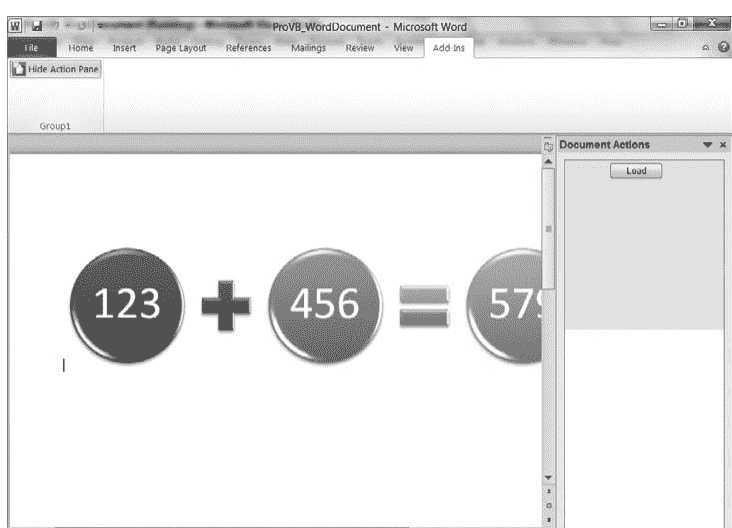 ProVB_WordDocument - Microsoft Word
File Home Insert Page Layout References Mailings Review View Add-Ins
Hide Action Pane
Group1
Document Actions
Load
123 + 456 = 579